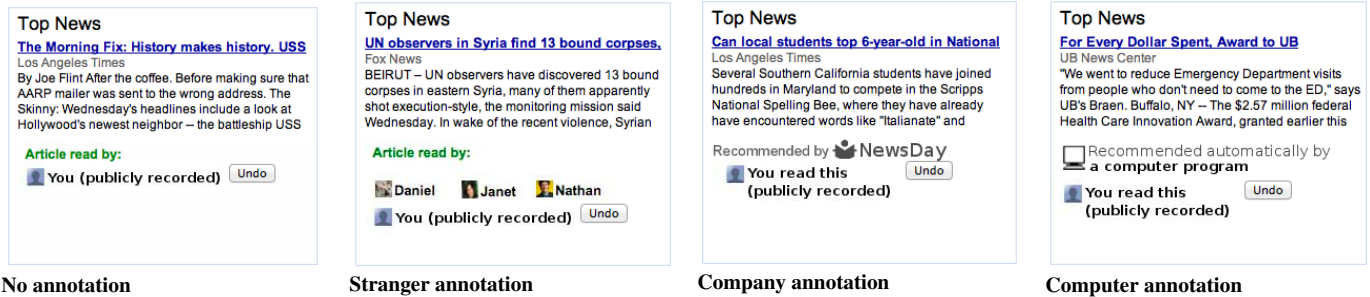 Top News
The Morning Fix: History makes history. USS
Los Angeles Times
By Joe Flint After the coffee. Before making sure that
AARP mailer was sent to the wrong address. The
Skinny: Wednesday's headlines include a look at
Hollywood's newest neighbor -- the battleship USS
Article read by:
You (publicly recorded) Undo
No annotation
Top News
UN observers in Syria find 13 bound corpses,
Fox News
BEIRUT – UN observers have discovered 13 bound
corpses in eastern Syria, many of them apparently
shot execution-style, the monitoring mission said
Wednesday. In wake of the recent violence, Syrian
Article read by:
Daniel Janet Nathan
You (publicly recorded) Undo
Stranger annotation
Top News
Can local students top 6-year-old in National
Los Angeles Times
Several Southern California students have joined
hundreds in Maryland to compete in the Scripps
National Spelling Bee, where they have already
have encountered words like "Italianate" and
Recommended by NewsDay
You read this Undo
(publicly recorded)
Company annotation
Top News
For Every Dollar Spent, Award to UB
UB News Center
"We went to reduce Emergency Department visits
from people who don't need to come to the ED," says
UB's Braen. Buffalo, NY -- The $2.57 million federal
Health Care Innovation Award, granted earlier this
Recommended automatically by
a computer program
You read this Undo
(publicly recorded)
Computer annotation